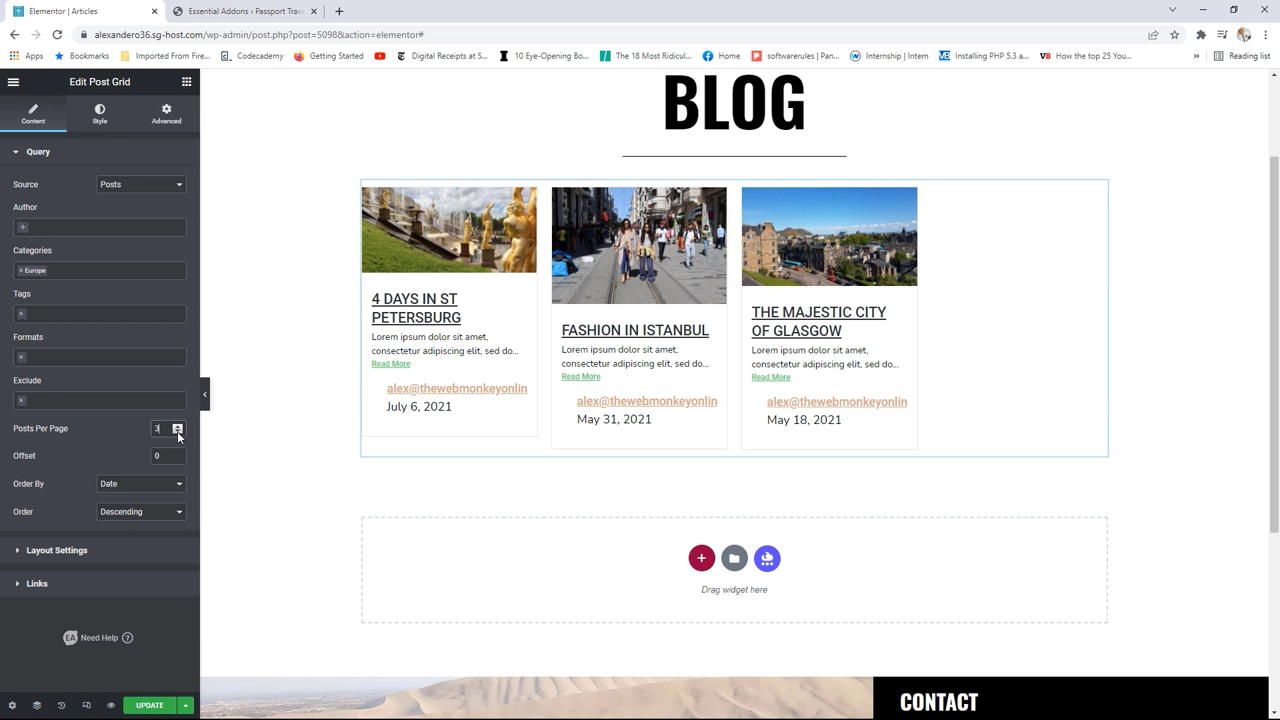 Elementor | Articles
Essential Addons ‹ Passport Trave
alexandero36.sg-host.com/wp-admin/post.php?post=5098&action=elementor#
Apps
Bookmarks
Imported From Fire...
Codecademy
Getting Started
Digital Receipts at S...
10 Eye-Opening Bo...
The 18 Most Ridicul...
Home
softwarerules | Pan...
Internship | Intern
Installing PHP 5.3 a...
VB
How the top 25 You...
»
Reading list
Edit Post Grid
Content
Style
Advanced
Query
Source
Posts
Author
Categories
× Europe
Tags
Formats
Exclude
Posts Per Page
3
Offset
0
Order By
Date
Order
Descending
Layout Settings
Links
EA
Need Help
UPDATE
BLOG
4 DAYS IN ST
PETERSBURG
Lorem ipsum dolor sit amet,
consectetur adipiscing elit, sed do...
Read More
alex@thewebmonkeyonlin
July 6, 2021
FASHION IN ISTANBUL
Lorem ipsum dolor sit amet,
consectetur adipiscing elit, sed do...
Read More
alex@thewebmonkeyonlin
May 31, 2021
THE MAJESTIC CITY
OF GLASGOW
Lorem ipsum dolor sit amet,
consectetur adipiscing elit, sed do...
Read More
alex@thewebmonkeyonlin
May 18, 2021
Drag widget here
CONTACT